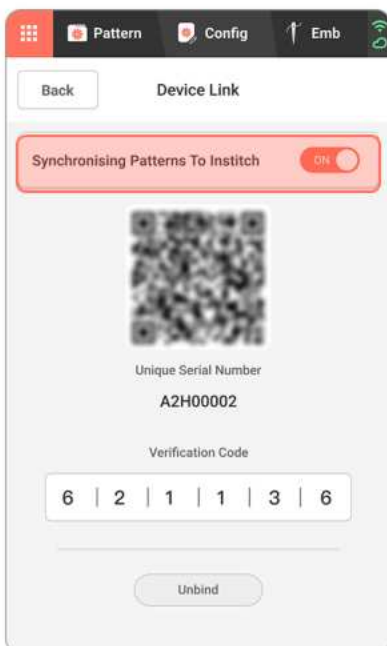 Pattern Config Emb
Back Device Link
Synchronising Patterns To Institch ON
Unique Serial Number
A2H00002
Verification Code
6 | 2 | 1 | 1 | 3 | 6
Unbind